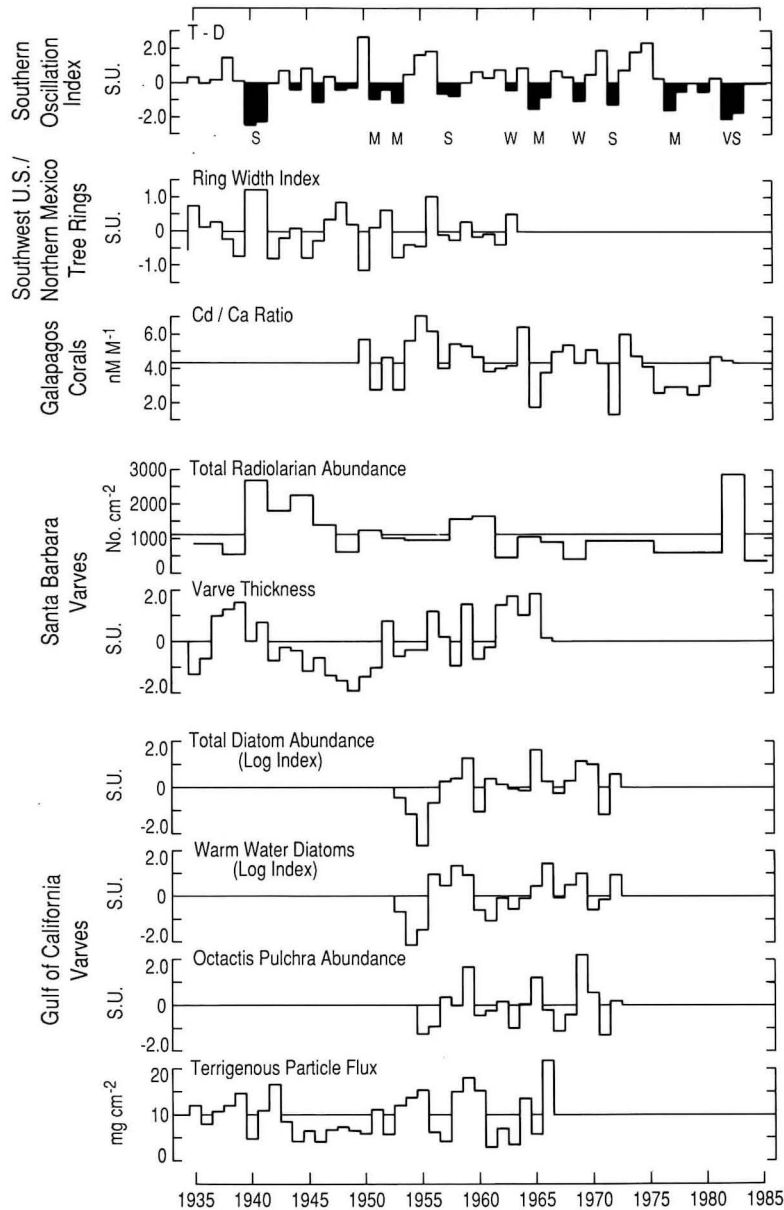 T - D
Southern
Oscillation
Index
S.U.
2.0
0
-2.0
S
M
M
S
W
M
W
S
M
VS
Southwest U.S./
Northern Mexico
Tree Rings
S.U.
Ring Width Index
1.0
0
-1.0
Galapagos
Corals
nM M⁻¹
Cd / Ca Ratio
6.0
4.0
2.0
Santa Barbara
Varves
No. cm⁻²
Total Radiolarian Abundance
3000
2000
1000
0
S.U.
Varve Thickness
2.0
0
-2.0
Gulf of California
Varves
S.U.
Total Diatom Abundance
(Log Index)
2.0
0
-2.0
S.U.
Warm Water Diatoms
(Log Index)
2.0
0
-2.0
S.U.
Octactis Pulchra Abundance
2.0
0
-2.0
mg cm⁻²
Terrigenous Particle Flux
20
10
0
1935 1940 1945 1950 1955 1960 1965 1970 1975 1980 1985